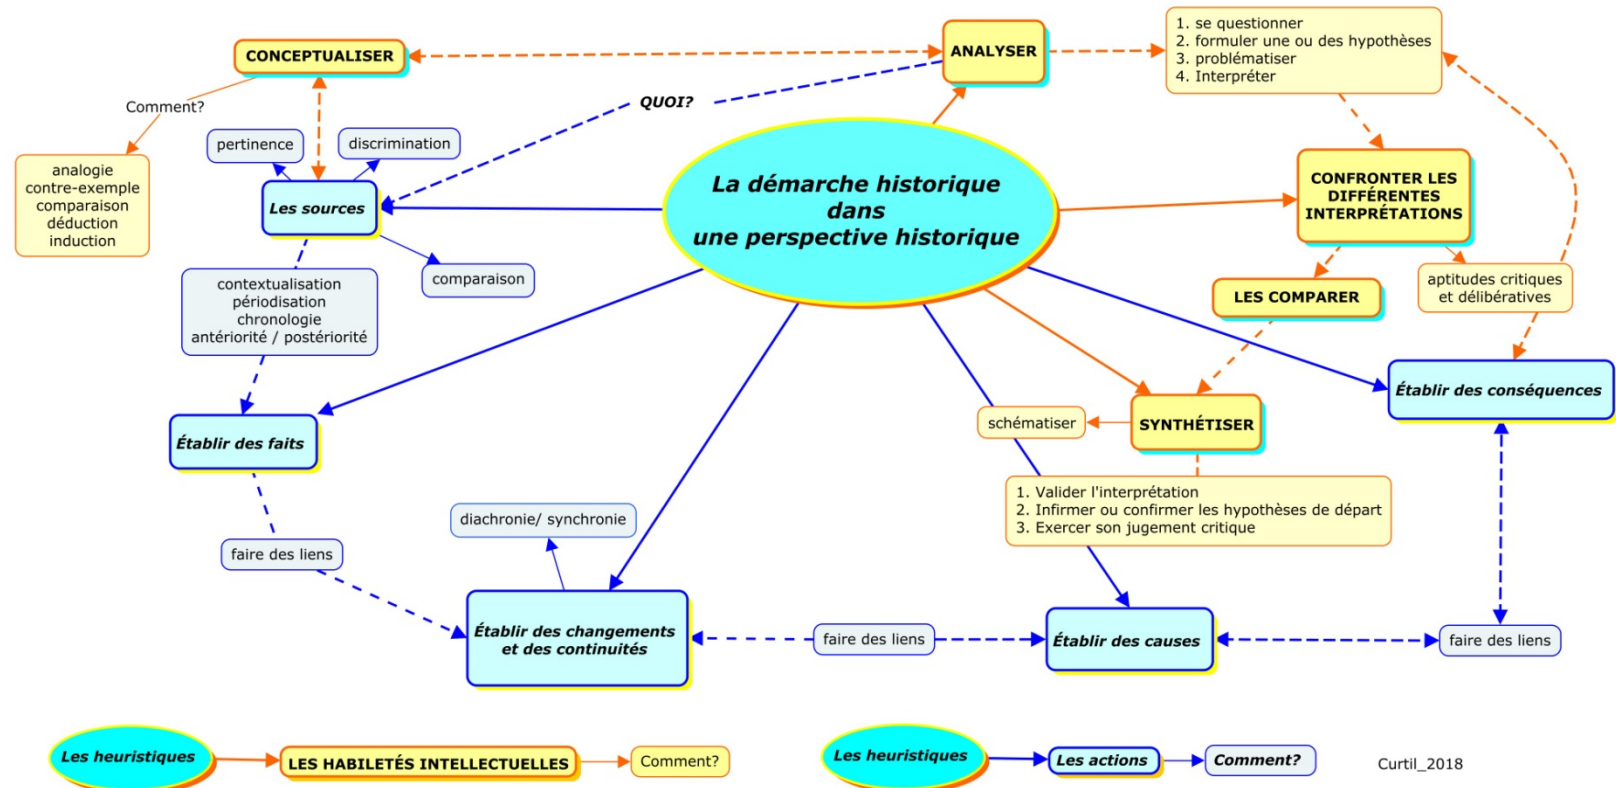 CONCEPTUALISER
ANALYSER
1. se questionner
2. formuler une ou des hypothèses
3. problématiser
4. Interpréter
Comment?
QUOI?
pertinence
discrimination
analogie
contre-exemple
comparaison
déduction
induction
Les sources
La démarche historique
dans
une perspective historique
CONFRONTER LES
DIFFÉRENTES
INTERPRÉTATIONS
comparaison
contextualisation
périodisation
chronologie
antériorité / postériorité
LES COMPARER
aptitudes critiques
et délibératives
Établir des conséquences
Établir des faits
schématiser
SYNTHÉTISER
1. Valider l'interprétation
2. Infirmer ou confirmer les hypothèses de départ
3. Exercer son jugement critique
diachronie/ synchronie
faire des liens
Établir des changements
et des continuités
faire des liens
Établir des causes
faire des liens
Les heuristiques
LES HABILETÉS INTELLECTUELLES
Comment?
Les heuristiques
Les actions
Comment?
Curtil_2018